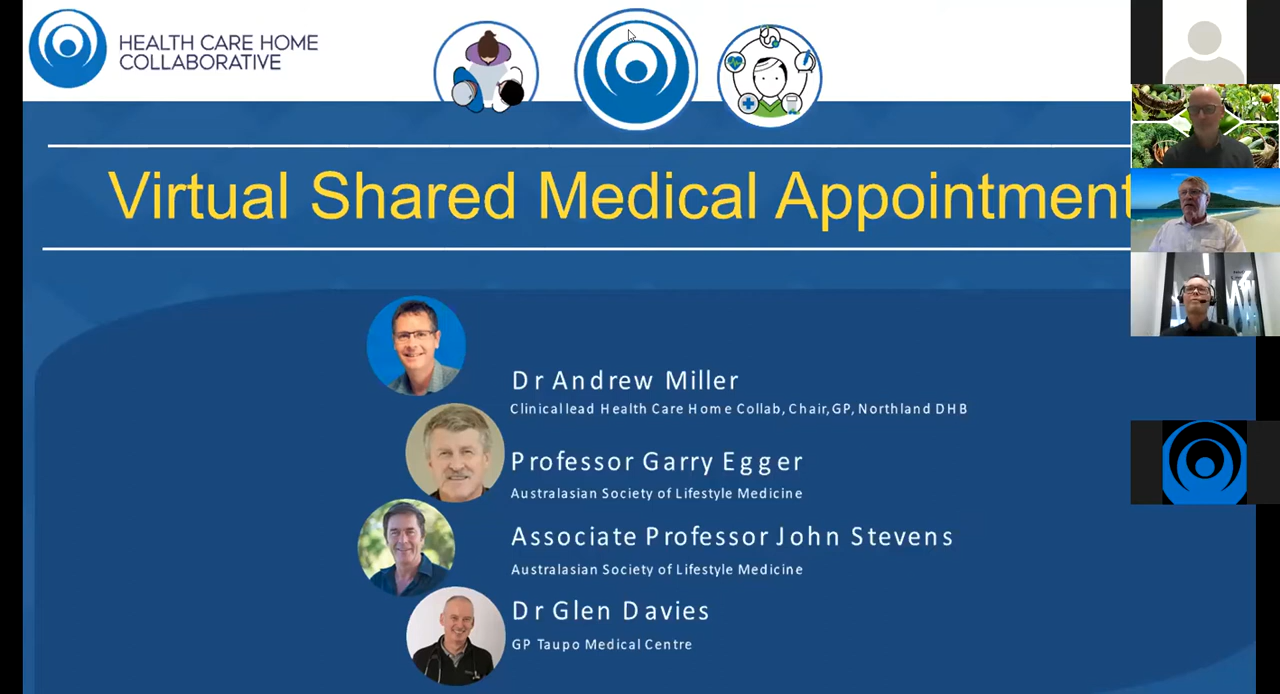 HEALTH CARE HOME
COLLABORATIVE
Virtual Shared Medical Appointment
Dr Andrew Miller
Clinical lead Health Care Home Collab, Chair,GP, Northland DHB
Professor Garry Egger
Australasian Society of Lifestyle Medicine
Associate Professor John Stevens
Australasian Society of Lifestyle Medicine
Dr Glen Davies
GP Taupo Medical Centre